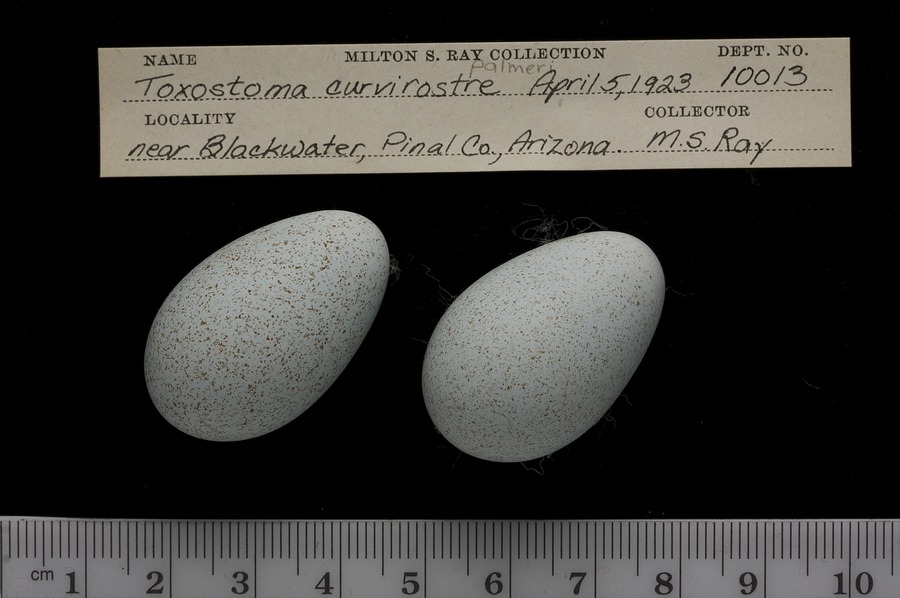 NAME MILTON S. RAY COLLECTION DEPT. NO.
palmeri
Toxostoma curvirostre April 5, 1923 10013
LOCALITY COLLECTOR
near Blackwater, Pinal Co., Arizona. M.S. Ray
cm 1 2 3 4 5 6 7 8 9 10